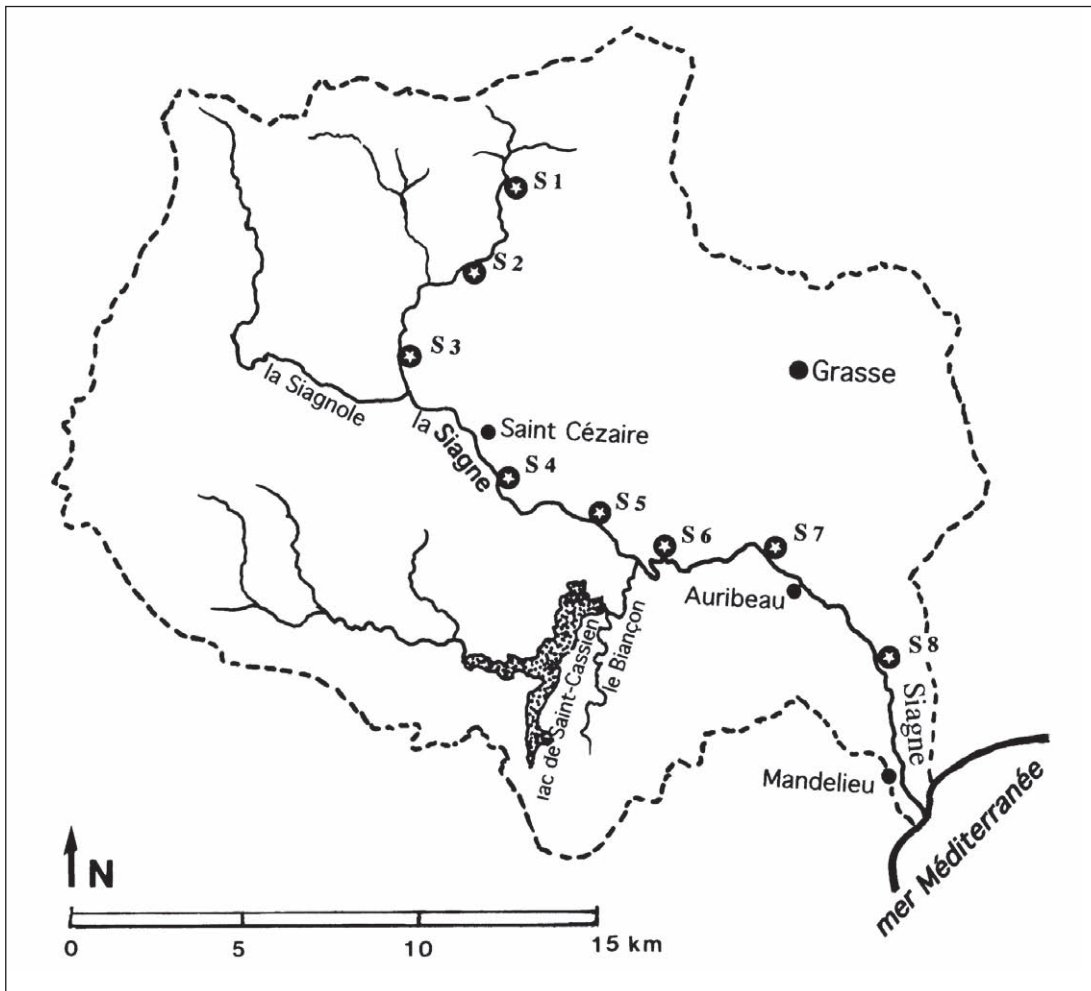 S 1
S 2
S 3
la Siagnole
la Siagne
Grasse
Saint Cézaire
S 4
S 5
S 6
S 7
Auribeau
lac de Saint-Cassien
le Biançon
S 8
Siagne
Mandelieu
mer Méditerranée
N
0 5 10 15 km